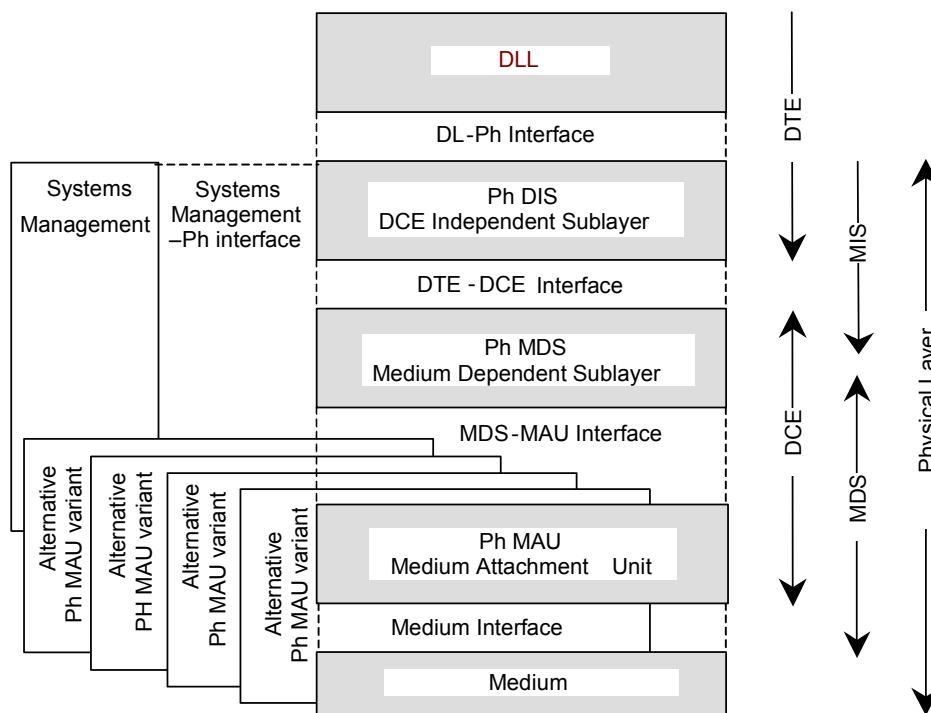 DLL
DL-Ph Interface
Systems
Management
Systems
Management
–Ph interface
Ph DIS
DCE Independent Sublayer
DTE - DCE Interface
Ph MDS
Medium Dependent Sublayer
MDS-MAU Interface
Alternative
Ph MAU variant
Alternative
PH MAU variant
Alternative
Ph MAU variant
Alternative
Ph MAU variant
Ph MAU
Medium Attachment Unit
Medium Interface
Medium
DTE
DCE
MIS
MDS
Physical Layer